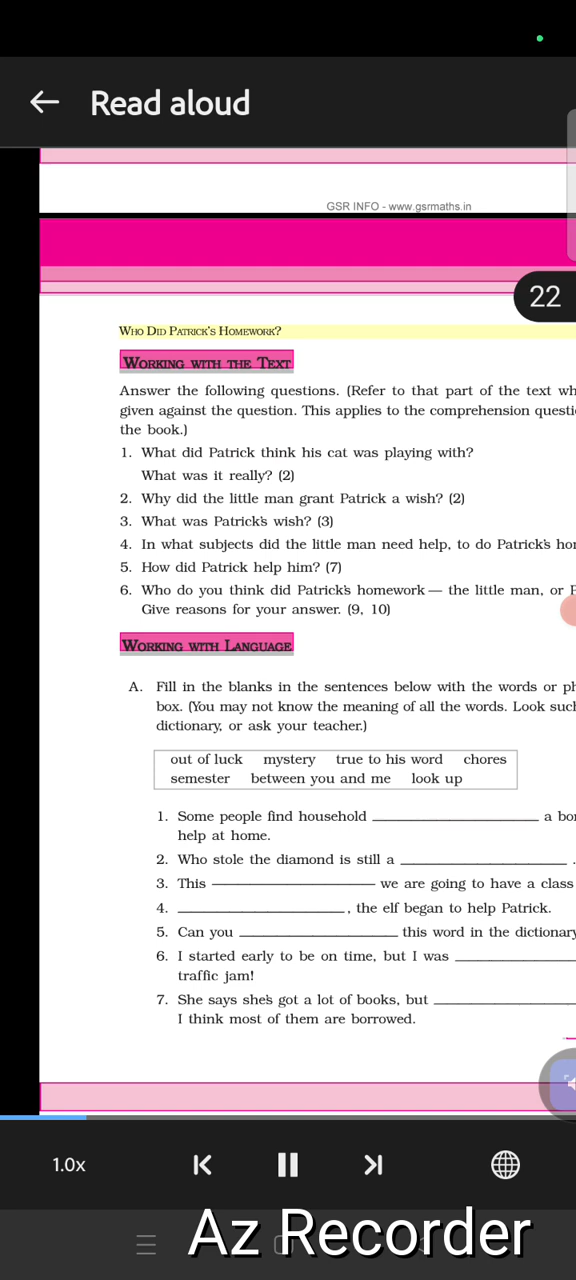 Read aloud
GSR INFO - www.gsrmaths.in
22
WHO DID PATRICK'S HOMEWORK?
WORKING WITH THE TEXT
Answer the following questions. (Refer to that part of the text wh
given against the question. This applies to the comprehension questi
the book.)
1. What did Patrick think his cat was playing with?
What was it really? (2)
2. Why did the little man grant Patrick a wish? (2)
3. What was Patrick's wish? (3)
4. In what subjects did the little man need help, to do Patrick's ho
5. How did Patrick help him? (7)
6. Who do you think did Patrick's homework — the little man, or P
Give reasons for your answer. (9, 10)
WORKING WITH LANGUAGE
A. Fill in the blanks in the sentences below with the words or ph
box. (You may not know the meaning of all the words. Look such
dictionary, or ask your teacher.)
out of luck mystery true to his word chores
semester between you and me look up
1. Some people find household ____________ a bo
help at home.
2. Who stole the diamond is still a ____________ .
3. This ____________ we are going to have a class
4. ____________ , the elf began to help Patrick.
5. Can you ____________ this word in the dictionary
6. I started early to be on time, but I was ____________
traffic jam!
7. She says she's got a lot of books, but ____________
I think most of them are borrowed.
1.0x
Az Recorder